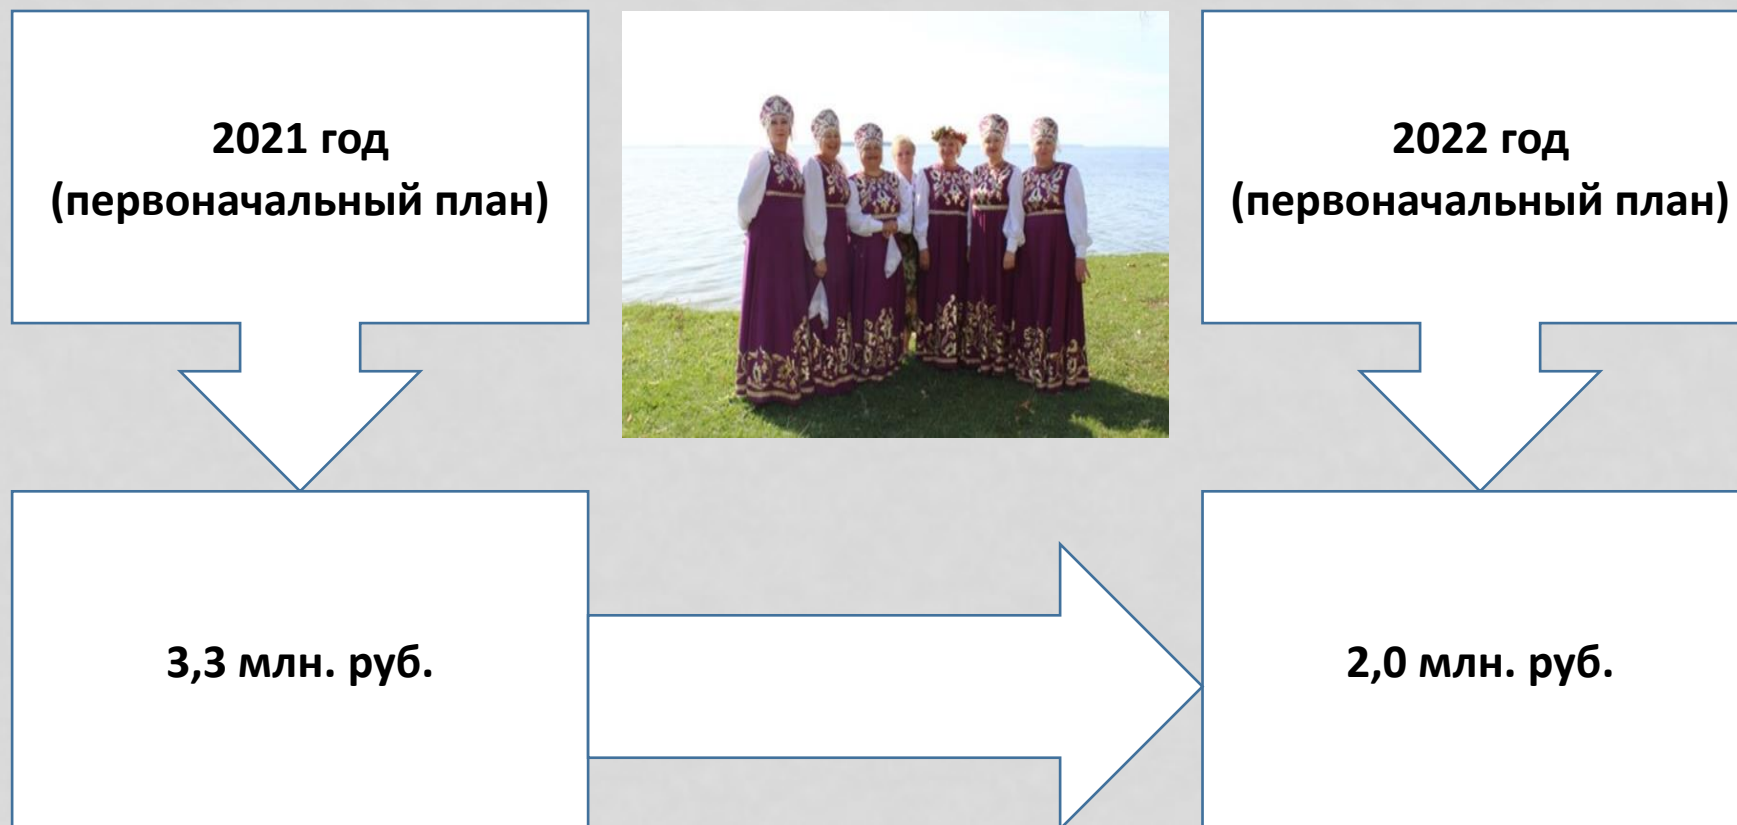 2021 год
(первоначальный план)
2022 год
(первоначальный план)
3,3 млн. руб.
2,0 млн. руб.